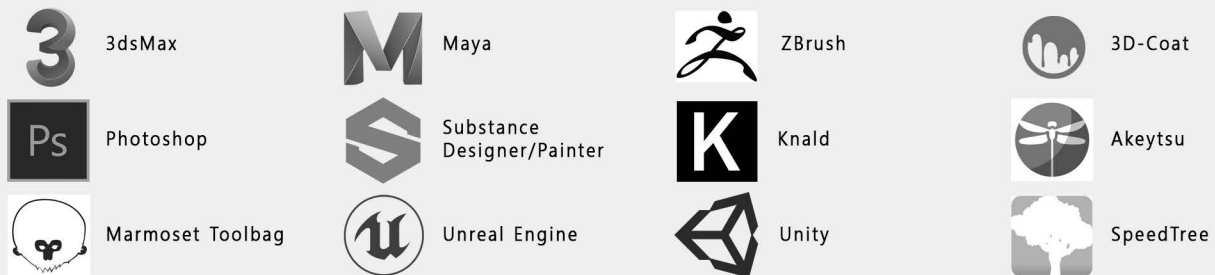 3dsMax
Maya
ZBrush
3D-Coat
Ps
Photoshop
Substance
Designer/Painter
K
Knald
Akeytsu
Marmoset Toolbag
Unreal Engine
Unity
SpeedTree